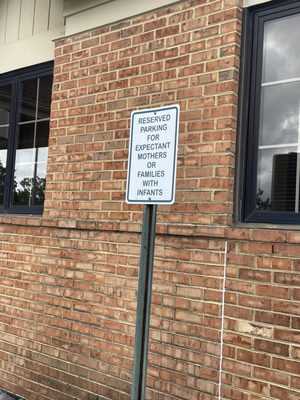 RESERVED
PARKING
FOR
EXPECTANT
MOTHERS
OR
FAMILIES
WITH
INFANTS